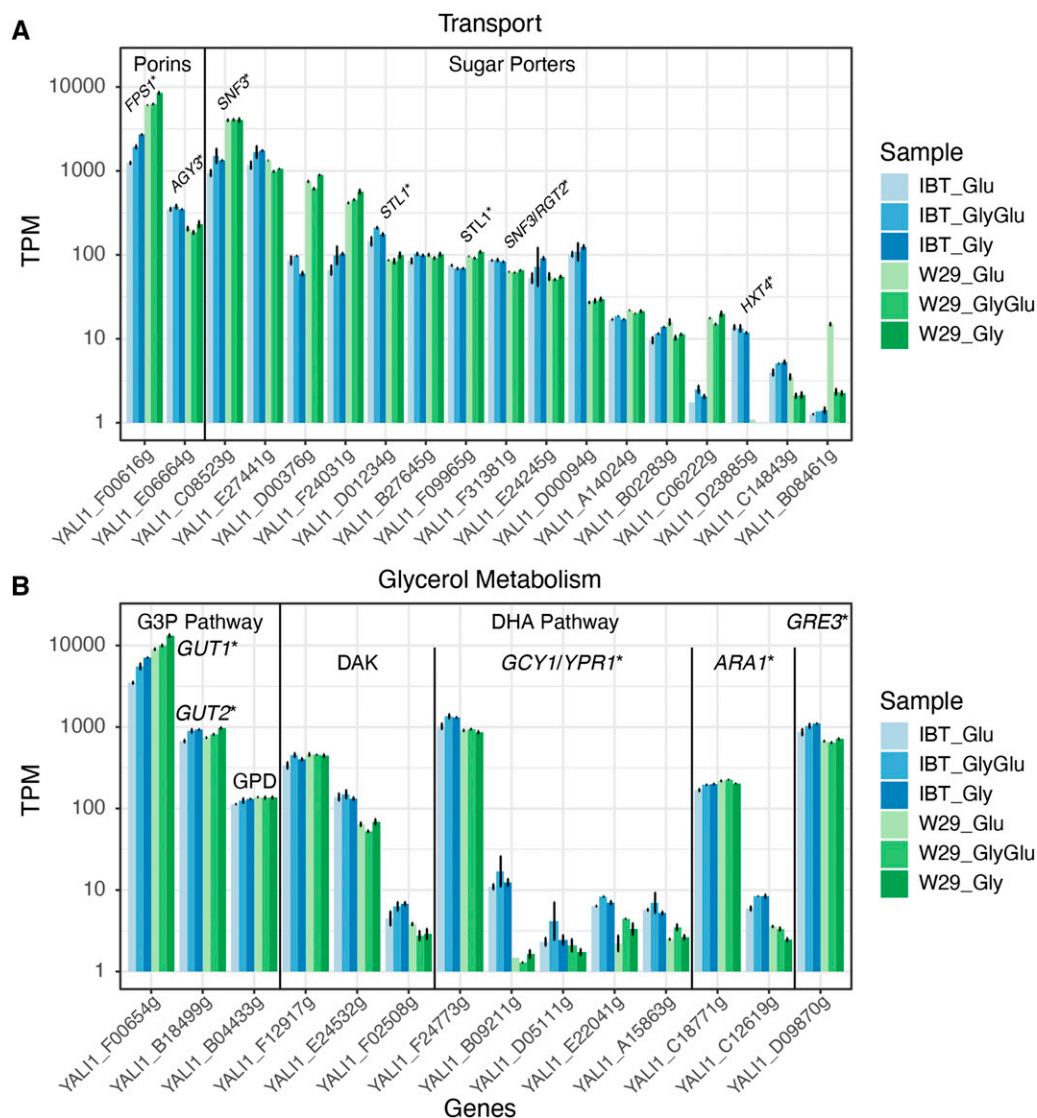 A
Transport
Porins
Sugar Porters
FPS1*
AGY3*
SNF3*
STL1*
STL1*
SNF3/RGT2*
HXT4*
10000
1000
100
10
1
TPM
YALI1_F00616g
YALI1_E06664g
YALI1_C08523g
YALI1_E27441g
YALI1_D00376g
YALI1_F24031g
YALI1_D01234g
YALI1_B27645g
YALI1_F09965g
YALI1_F31381g
YALI1_E24245g
YALI1_D00094g
YALI1_A14024g
YALI1_B02283g
YALI1_C06222g
YALI1_D23885g
YALI1_C14843g
YALI1_B08461g
Sample
IBT_Glu
IBT_GlyGlu
IBT_Gly
W29_Glu
W29_GlyGlu
W29_Gly
B
Glycerol Metabolism
G3P Pathway
DHA Pathway
GRE3*
GUT1*
DAK
GCY1/YPR1*
ARA1*
GUT2*
GPD
10000
1000
100
10
1
TPM
YALI1_F00654g
YALI1_B18499g
YALI1_B04433g
YALI1_F12917g
YALI1_E24532g
YALI1_F02508g
YALI1_F24773g
YALI1_B09211g
YALI1_D05111g
YALI1_E22041g
YALI1_A15863g
YALI1_C18771g
YALI1_C12619g
YALI1_D09870g
Genes
Sample
IBT_Glu
IBT_GlyGlu
IBT_Gly
W29_Glu
W29_GlyGlu
W29_Gly